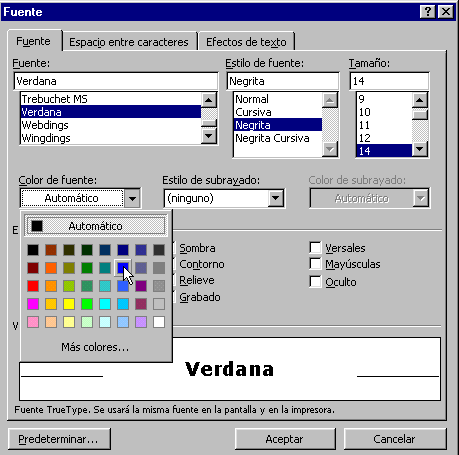 Fuente
Fuente Espacio entre caracteres Efectos de texto
Fuente: Estilo de fuente: Tamaño:
Verdana Negrita 14
Trebuchet MS Normal 9
Verdana Cursiva 10
Webdings Negrita 11
Wingdings Negrita Cursiva 12
14
Color de fuente: Estilo de subrayado: Color de subrayado:
Automático (ninguno) Automático
Automático
E
Sombra Versales
Contorno Mayúsculas
Relieve Oculto
Grabado
V
Más colores...
Verdana
Fuente TrueType. Se usará la misma fuente en la pantalla y en la impresora.
Predeterminar... Aceptar Cancelar